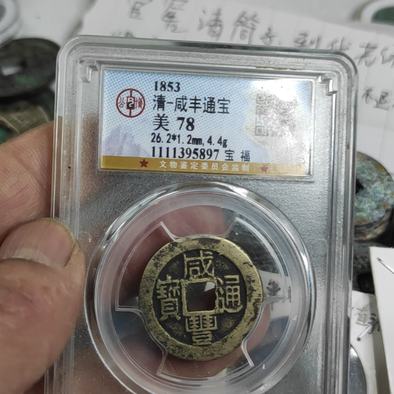 1853
清-咸丰通宝
美 78
26.2*1.2mm,4.4g
1111395897 宝 福
文物鉴定委员会监制
咸
寶 通
豐